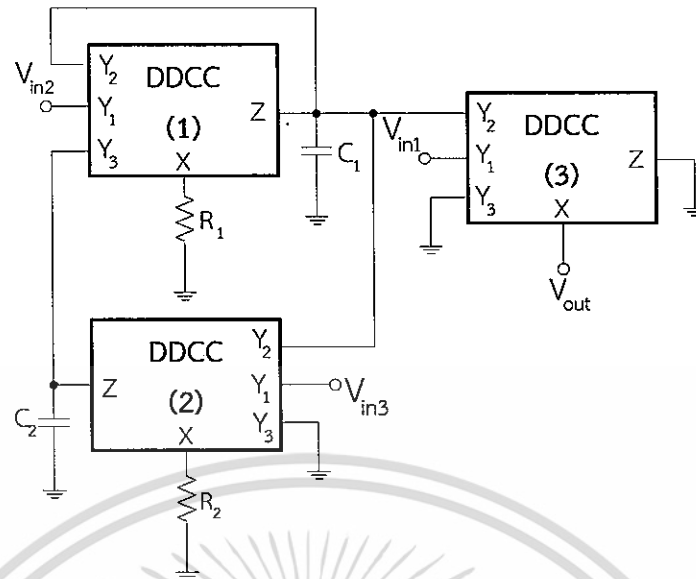 Y2
DDCC
Vin2
Y1
Z
(1)
Y3
X
C1
R1
Vin1
Y2
DDCC
Y1
Z
(3)
Y3
X
Vout
Y2
DDCC
Z
Y1
Vin3
(2)
Y3
C2
X
R2